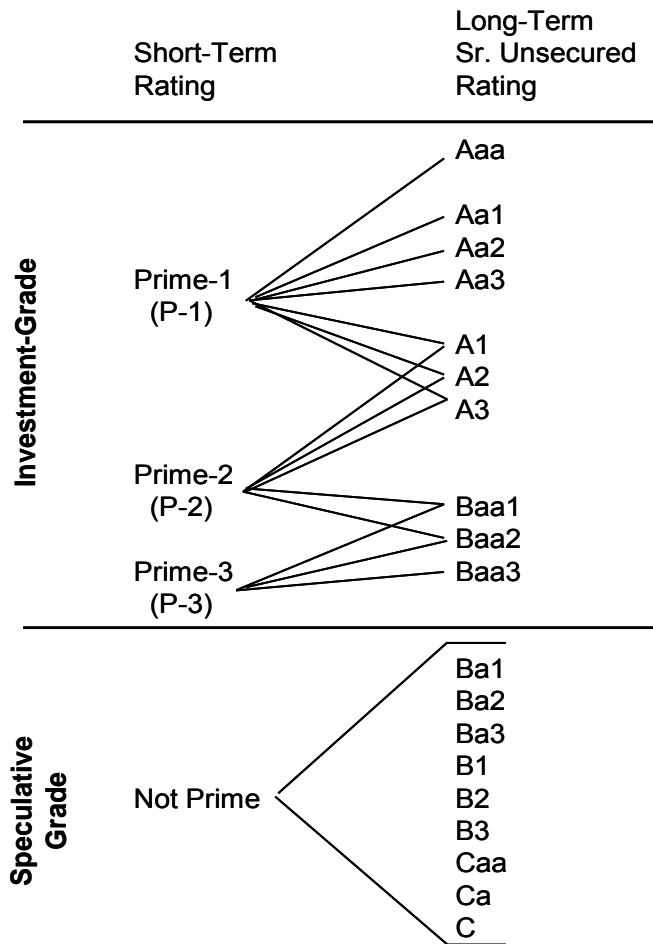 Short-Term
Rating
Long-Term
Sr. Unsecured
Rating
Investment-Grade
Prime-1
(P-1)
Prime-2
(P-2)
Prime-3
(P-3)
Aaa
Aa1
Aa2
Aa3
A1
A2
A3
Baa1
Baa2
Baa3
Speculative
Grade
Not Prime
Ba1
Ba2
Ba3
B1
B2
B3
Caa
Ca
C